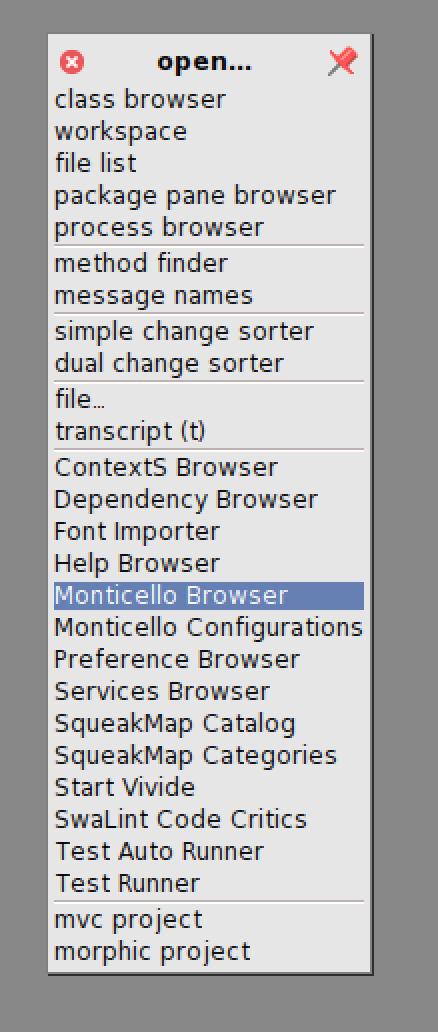 open...
class browser
workspace
file list
package pane browser
process browser
method finder
message names
simple change sorter
dual change sorter
file...
transcript (t)
ContextS Browser
Dependency Browser
Font Importer
Help Browser
Monticello Browser
Monticello Configurations
Preference Browser
Services Browser
SqueakMap Catalog
SqueakMap Categories
Start Vivide
SwaLint Code Critics
Test Auto Runner
Test Runner
mvc project
morphic project